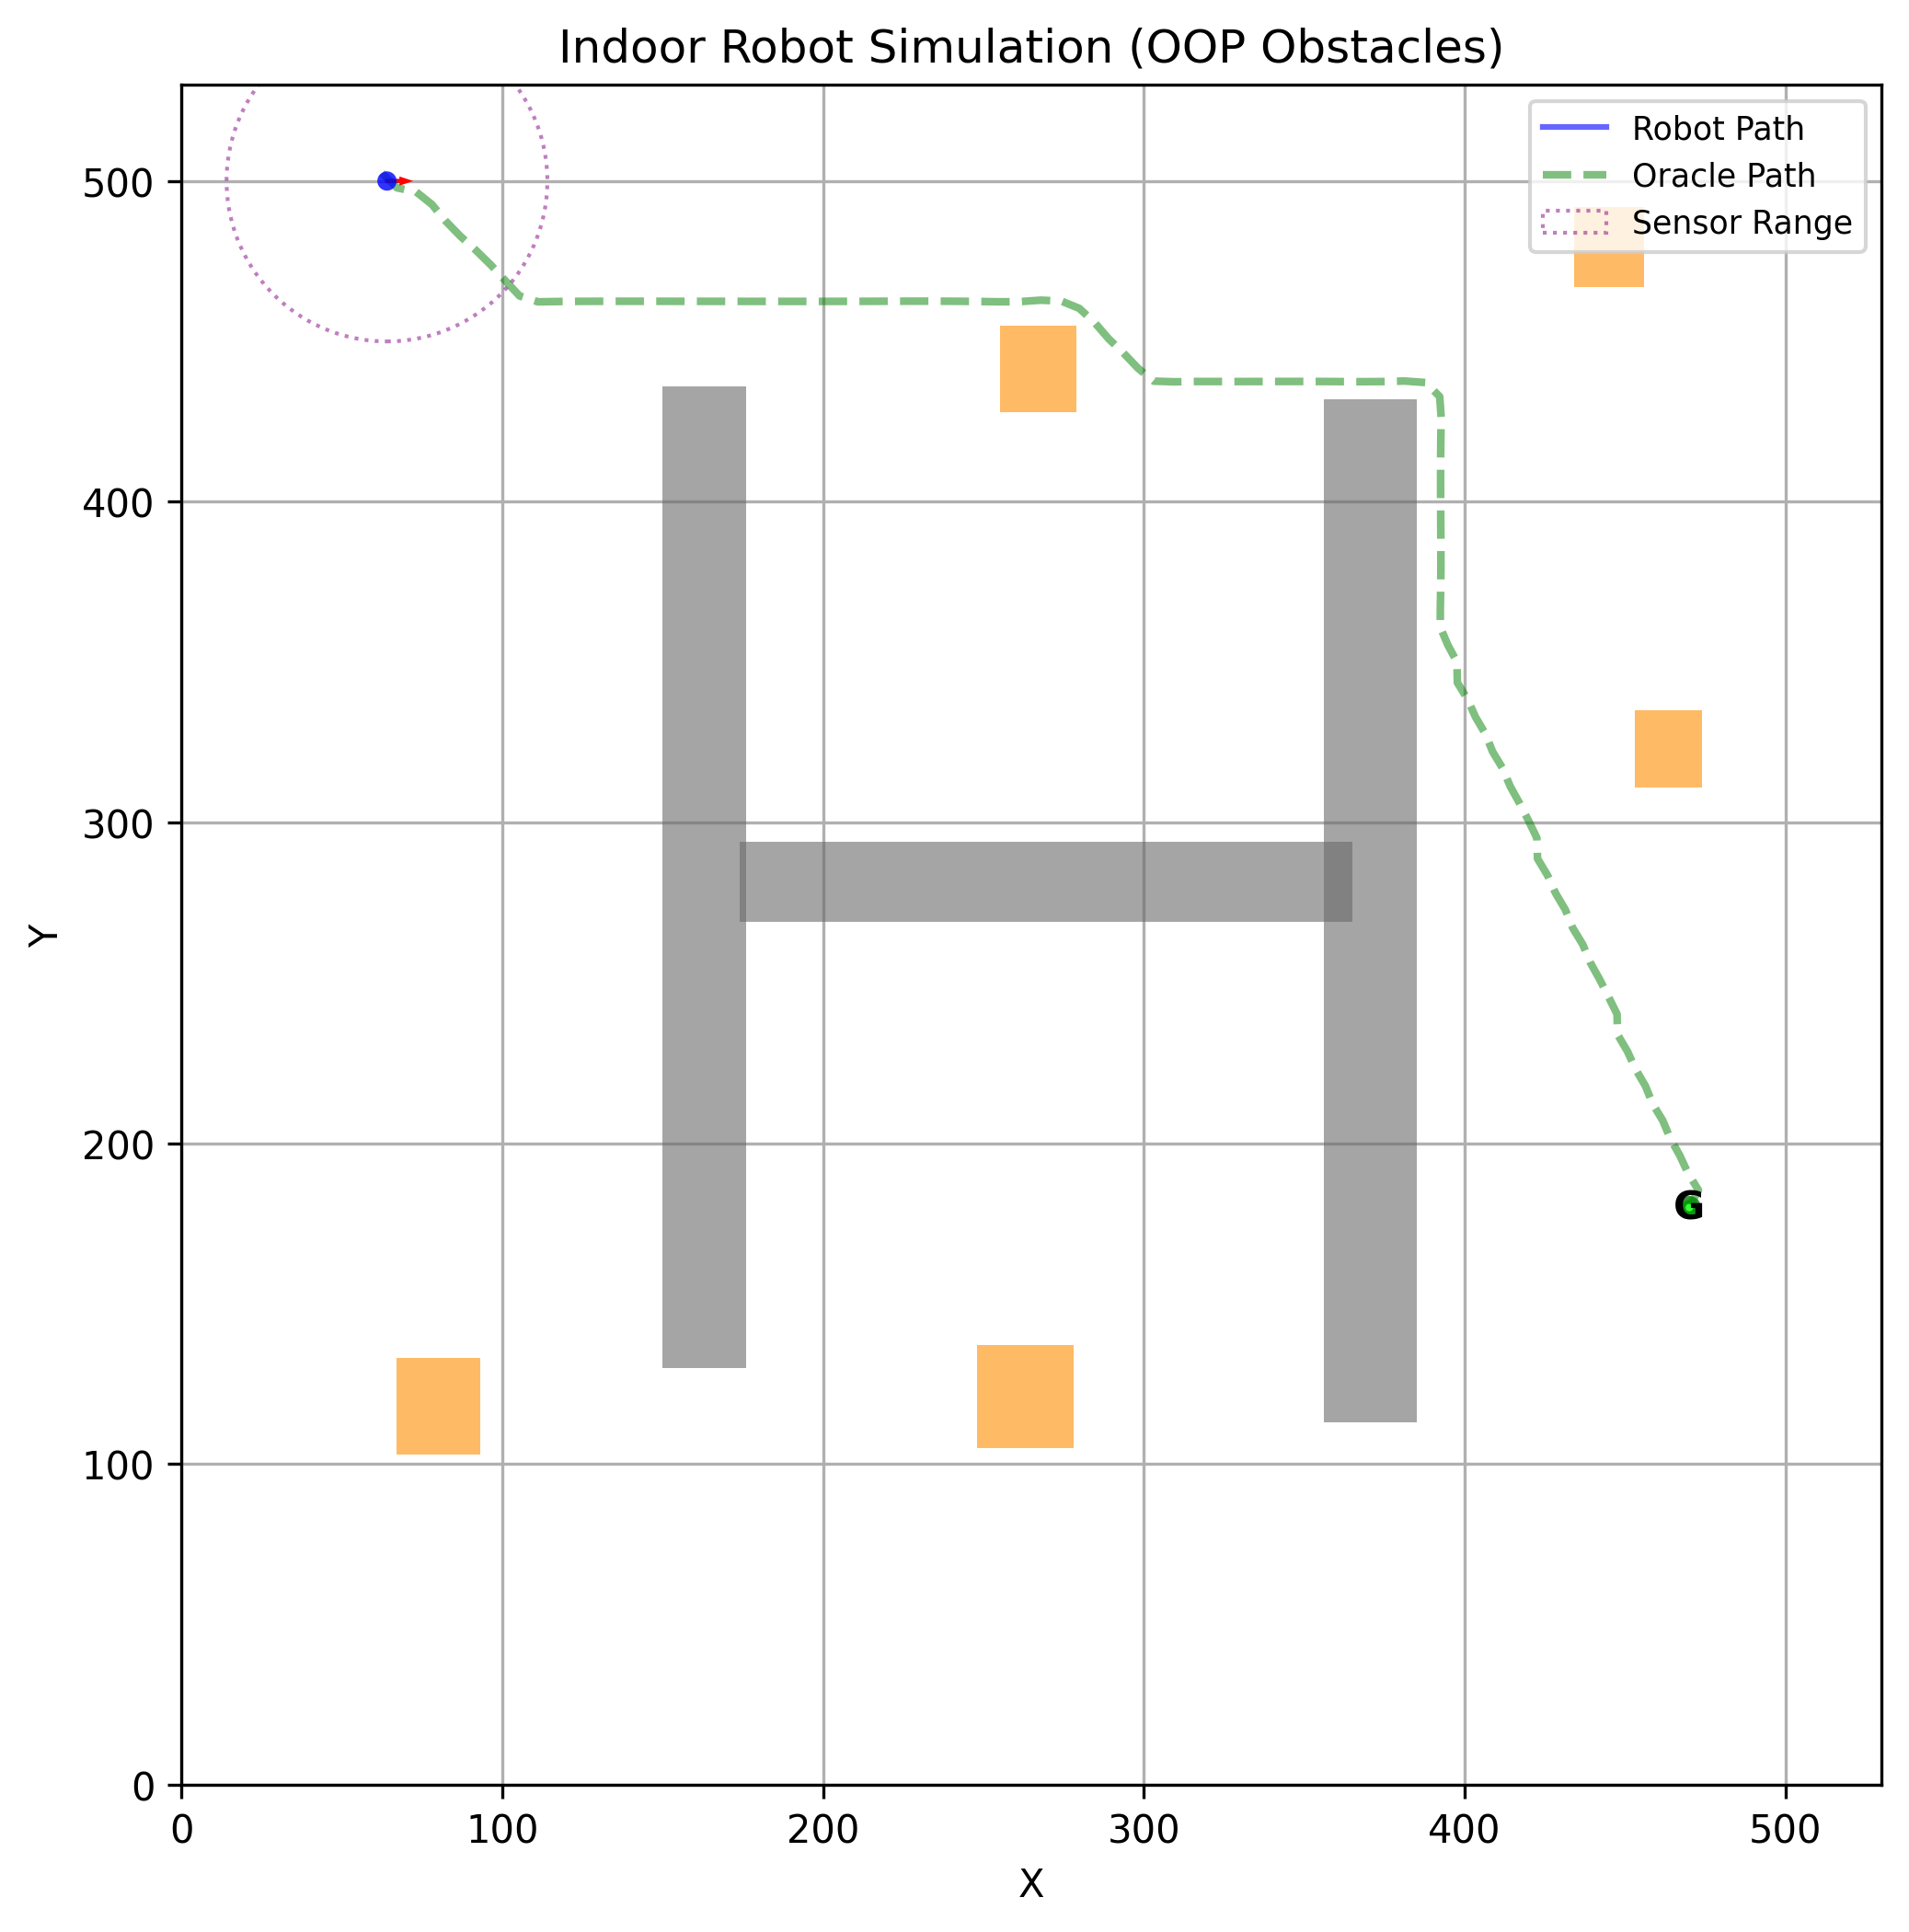 Indoor Robot Simulation (OOP Obstacles)
Robot Path
Oracle Path
Sensor Range
500
400
300
200
100
0
Y
G
0 100 200 300 400 500
X